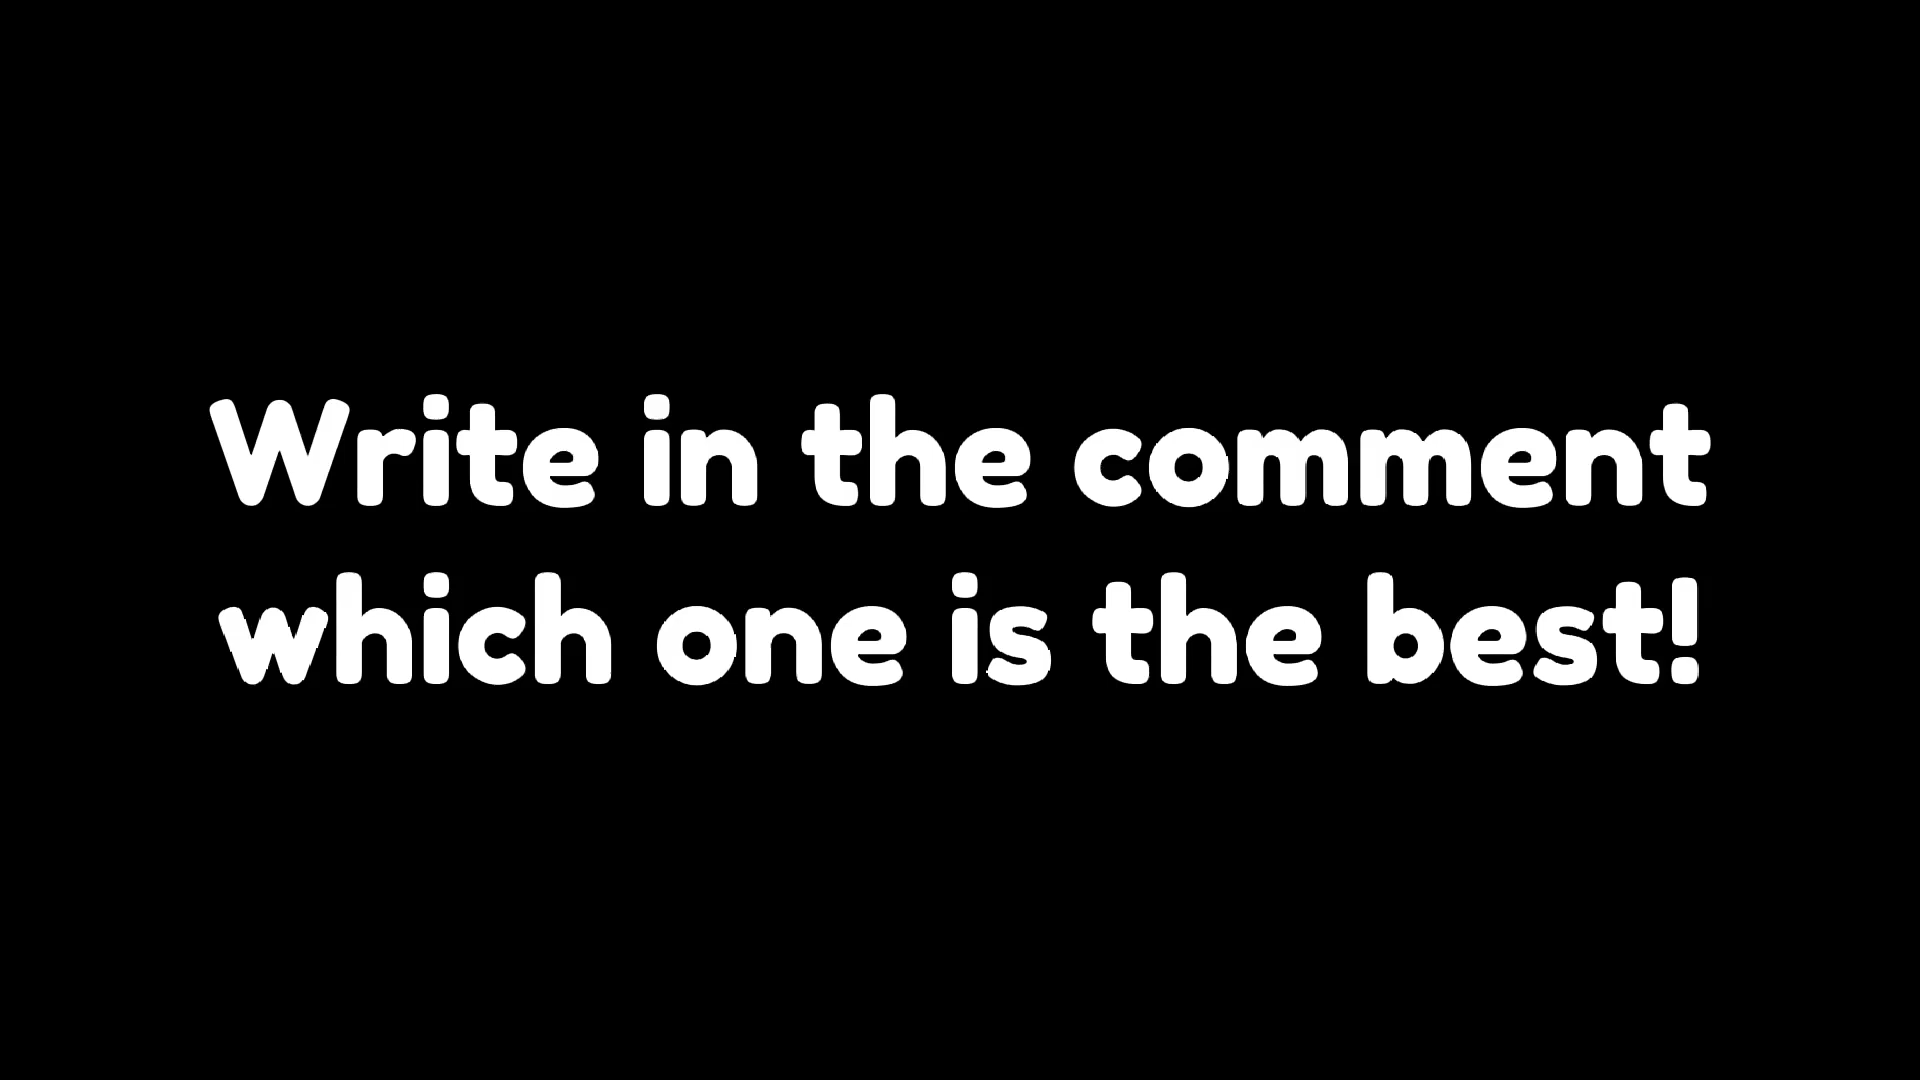 Write in the comment
which one is the best!